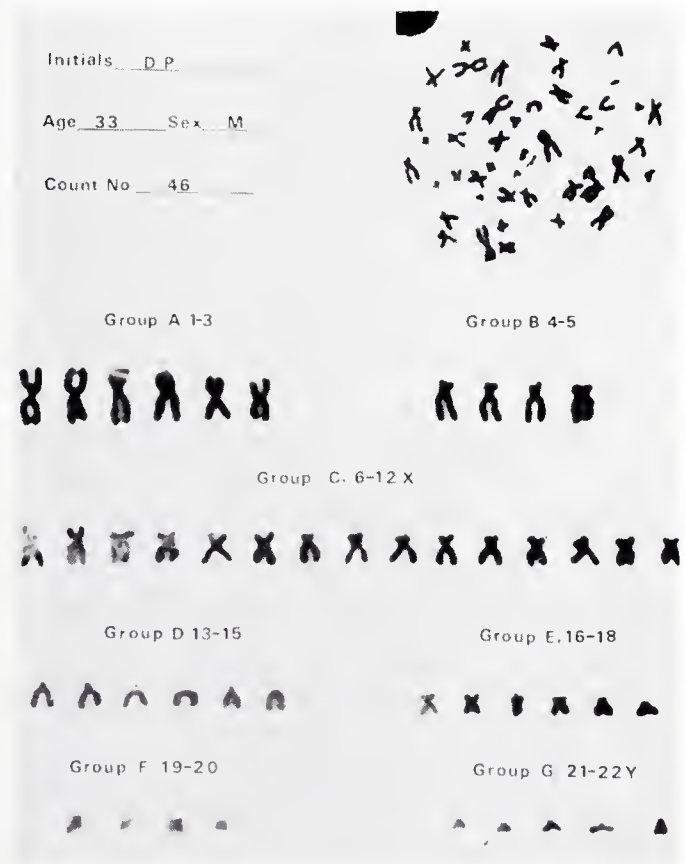 Initials D P
Age 33 Sex M
Count No 46
Group A 1-3
Group B 4-5
Group C. 6-12 X
Group D 13-15
Group E. 16-18
Group F 19-20
Group G 21-22Y